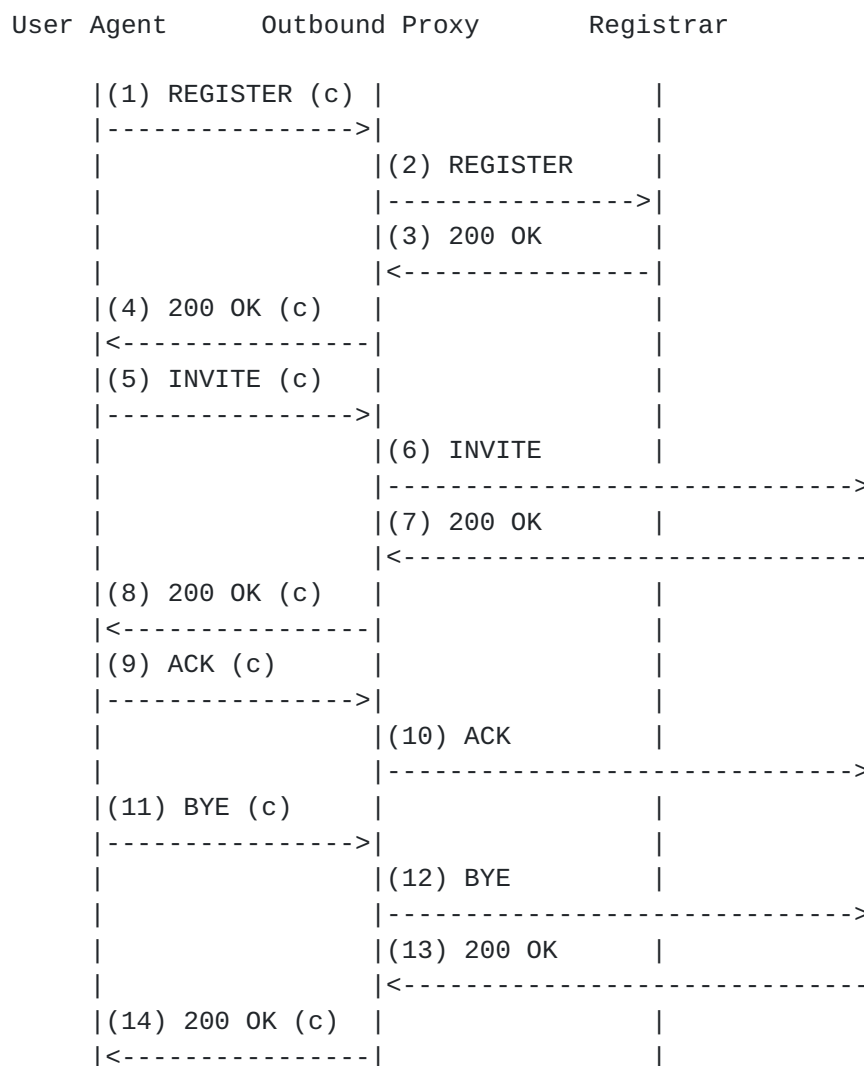 User Agent      Outbound Proxy       Registrar
|(1) REGISTER (c) |                 |
|---------------->|                 |
|                 |(2) REGISTER     |
|                 |---------------->|
|                 |(3) 200 OK       |
|                 |<----------------|
|(4) 200 OK (c)   |                 |
|<----------------|                 |
|(5) INVITE (c)   |                 |
|---------------->|                 |
|                 |(6) INVITE       |
|                 |------------------------------>
|                 |(7) 200 OK       |
|                 |<------------------------------
|(8) 200 OK (c)   |                 |
|<----------------|                 |
|(9) ACK (c)      |                 |
|---------------->|                 |
|                 |(10) ACK         |
|                 |------------------------------>
|(11) BYE (c)     |                 |
|---------------->|                 |
|                 |(12) BYE         |
|                 |------------------------------>
|                 |(13) 200 OK      |
|                 |<------------------------------
|(14) 200 OK (c)  |                 |
|<----------------|                 |